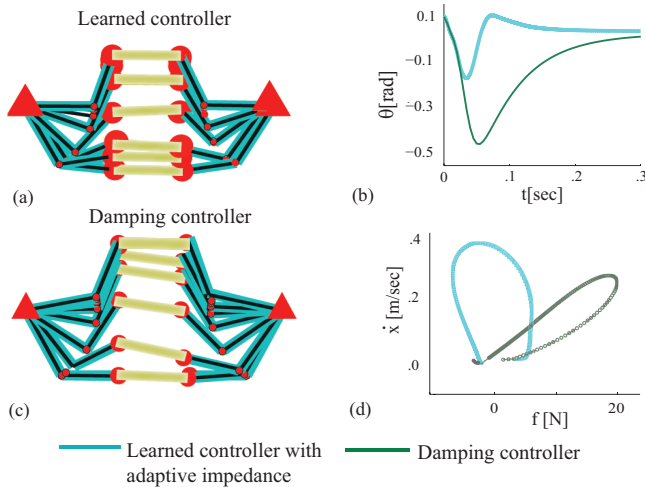 Learned controller
(a)
Damping controller
(c)
0.1
−0.1
−0.3
−0.5
θ[rad]
0
.1
.2
0.3
t[sec]
(b)
.4
.2
.0
ẋ [m/sec]
0
20
f [N]
(d)
Learned controller with
adaptive impedance
Damping controller